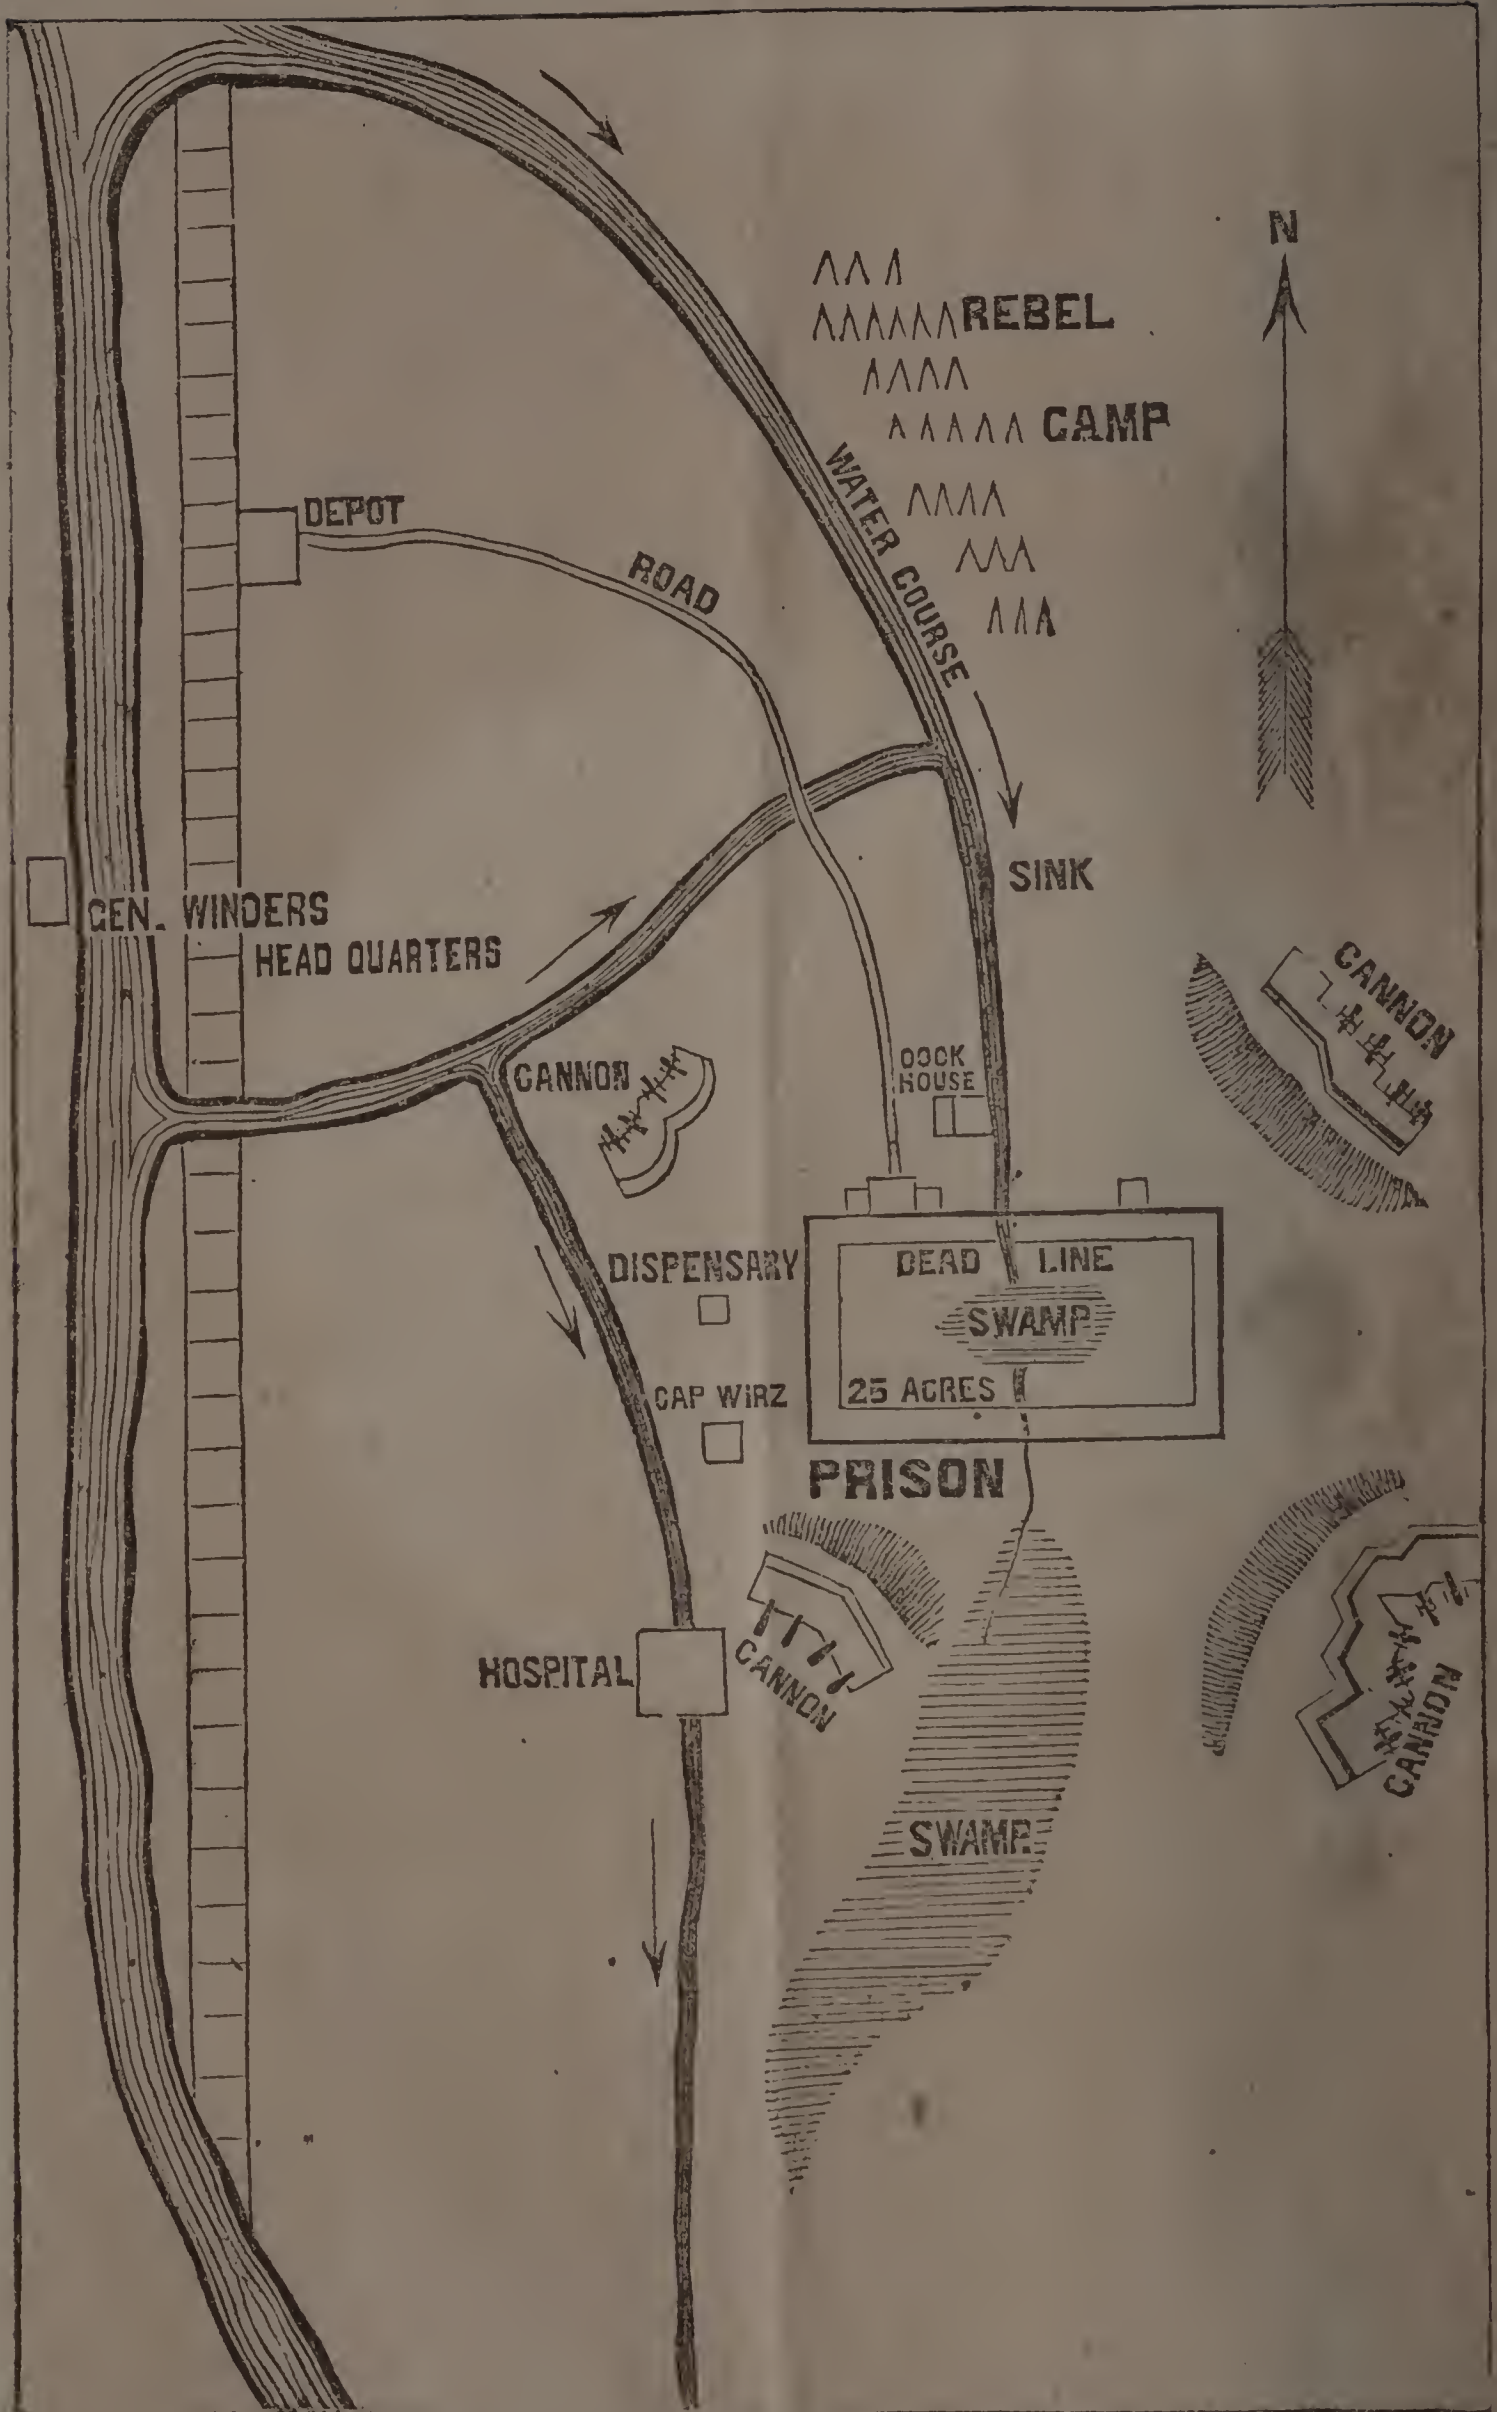 N
REBEL
CAMP
WATER COURSE
DEPOT
ROAD
SINK
GEN. WINDERS
HEAD QUARTERS
CANNON
CANNON
COOK
HOUSE
DISPENSARY
DEAD LINE
SWAMP
25 ACRES
CAP WIRZ
PRISON
HOSPITAL
CANNON
CANNON
SWAMP.